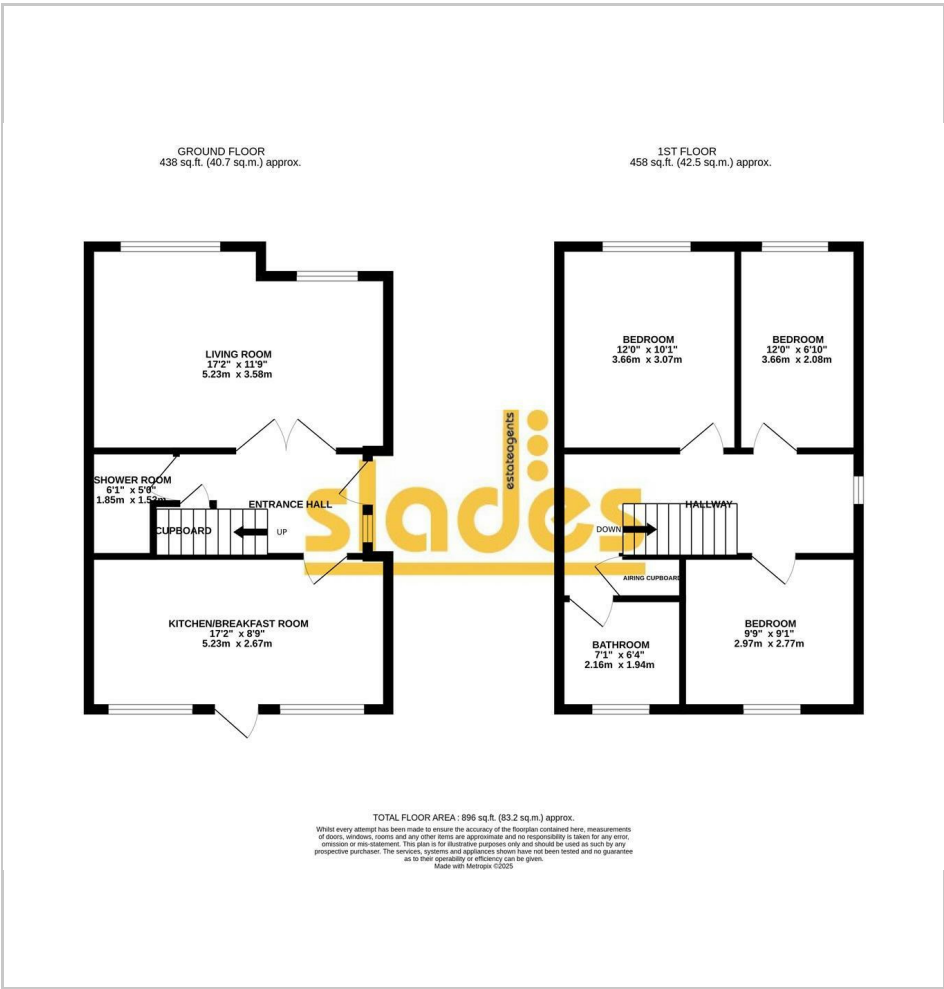 GROUND FLOOR
438 sq.ft. (40.7 sq.m.) approx.
1ST FLOOR
458 sq.ft. (42.5 sq.m.) approx.
LIVING ROOM
17'2" x 11'9"
5.23m x 3.58m
BEDROOM
12'0" x 10'1"
3.66m x 3.07m
BEDROOM
12'0" x 6'10"
3.66m x 2.08m
SHOWER ROOM
6'1" x 5'0"
1.85m x 1.52m
ENTRANCE HALL
CUPBOARD
UP
slades
estateagents
HALLWAY
DOWN
AIRING CUPBOARD
KITCHEN/BREAKFAST ROOM
17'2" x 8'9"
5.23m x 2.67m
BATHROOM
7'1" x 6'4"
2.16m x 1.94m
BEDROOM
9'9" x 9'1"
2.97m x 2.77m
TOTAL FLOOR AREA : 896 sq.ft. (83.2 sq.m.) approx.
Whilst every attempt has been made to ensure the accuracy of the floorplan contained here, measurements
of doors, windows, rooms and any other items are approximate and no responsibility is taken for any error,
omission or mis-statement. This plan is for illustrative purposes only and should be used as such by any
prospective purchaser. The services, systems and appliances shown have not been tested and no guarantee
as to their operability or efficiency can be given.
Made with Metropix ©2025